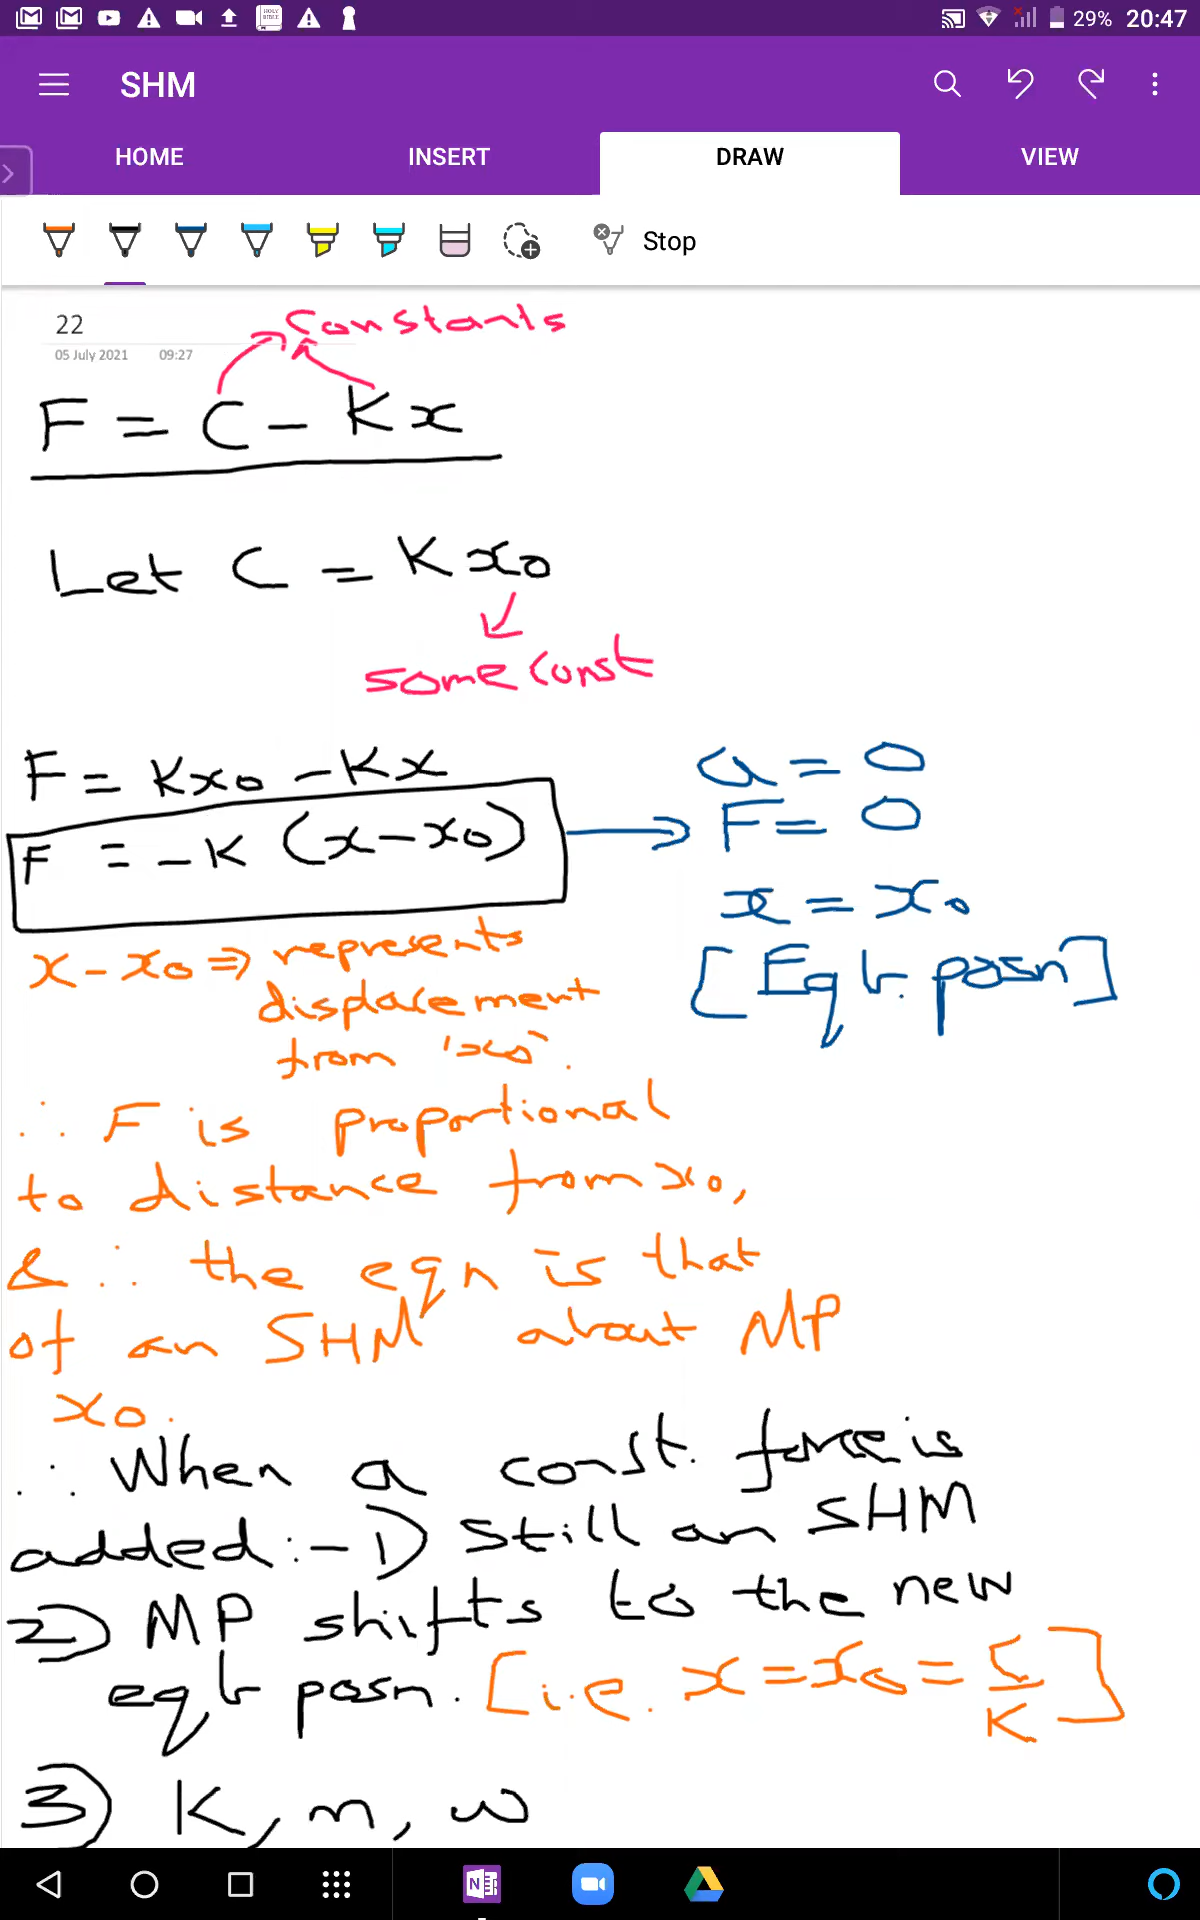 29% 20:47
SHM
HOME INSERT DRAW VIEW
Stop
22
05 July 2021 09:27
Constants
F = C - Kx
Let C = Kx0
some const
F = Kx0 - Kx
F = -K (x-x0)
a = 0
F = 0
x = x0
[Eqb. posn]
x - x0 ⇒ represents
displacement
from 'x0'.
∴ F is proportional
to distance from x0,
& ∴ the eqn is that
of an SHM about MP
x0.
∴ When a const. force is
added :- 1) Still an SHM
2) MP shifts to the new
eqb posn. [i.e. x = x0 = C/K]
3) K, m, w